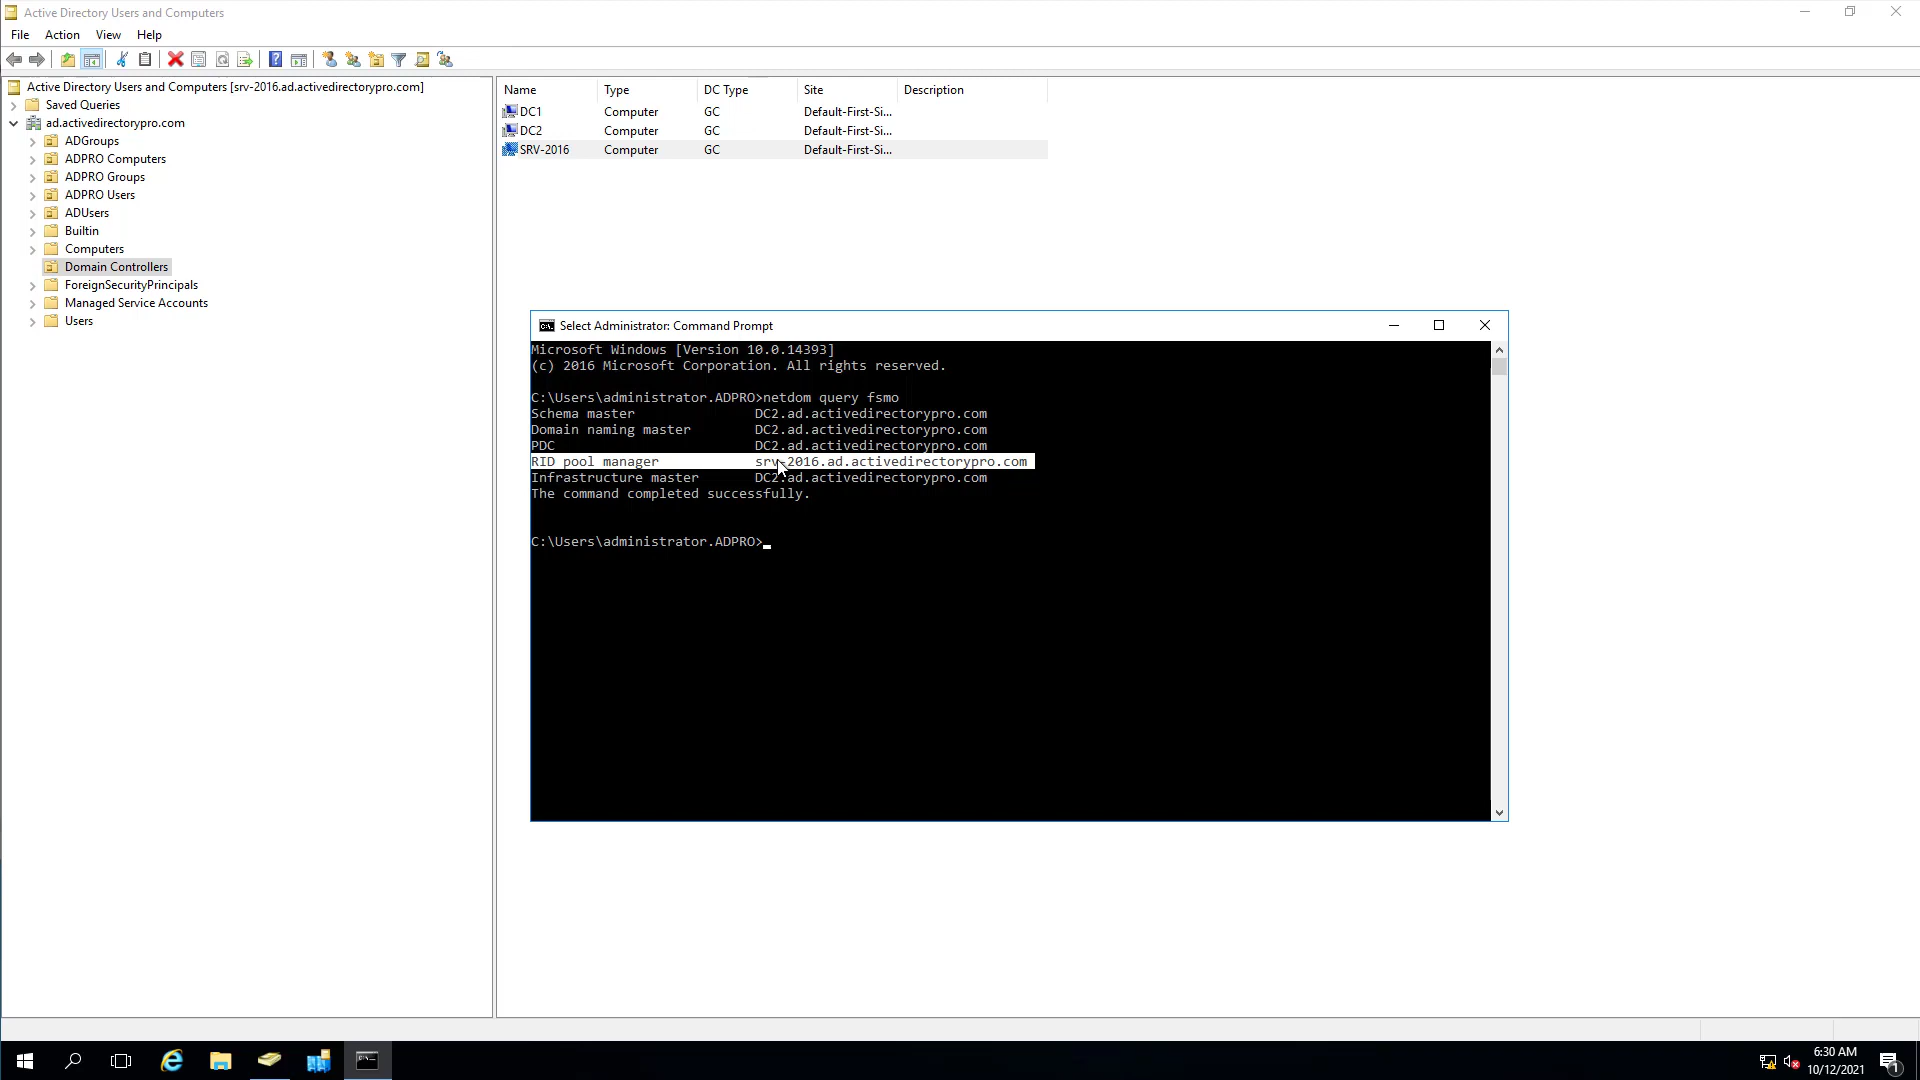 Active Directory Users and Computers
File Action View Help
Active Directory Users and Computers [srv-2016.ad.activedirectorypro.com]
Saved Queries
ad.activedirectorypro.com
ADGroups
ADPRO Computers
ADPRO Groups
ADPRO Users
ADUsers
Builtin
Computers
Domain Controllers
ForeignSecurityPrincipals
Managed Service Accounts
Users
Name Type DC Type Site Description
DC1 Computer GC Default-First-Si...
DC2 Computer GC Default-First-Si...
SRV-2016 Computer GC Default-First-Si...
Select Administrator: Command Prompt
Microsoft Windows [Version 10.0.14393]
(c) 2016 Microsoft Corporation. All rights reserved.
C:\Users\administrator.ADPRO>netdom query fsmo
Schema master DC2.ad.activedirectorypro.com
Domain naming master DC2.ad.activedirectorypro.com
PDC DC2.ad.activedirectorypro.com
RID pool manager srv-2016.ad.activedirectorypro.com
Infrastructure master DC2.ad.activedirectorypro.com
The command completed successfully.
C:\Users\administrator.ADPRO>
6:30 AM
10/12/2021
1